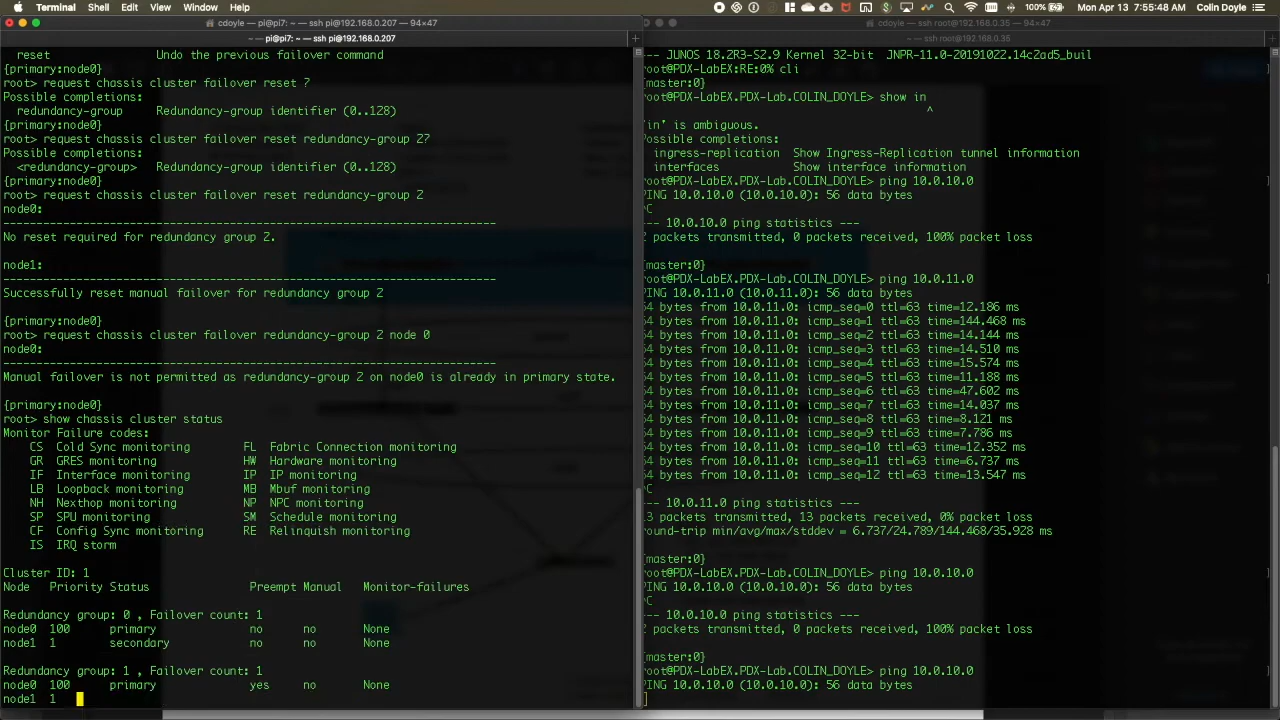 Terminal Shell Edit View Window Help
100% Mon Apr 13 7:55:48 AM Colin Doyle
cdoyle — pi@pi7: ~ — ssh pi@192.168.0.207 — 94×47
~ — pi@pi7: ~ — ssh pi@192.168.0.207
reset Undo the previous failover command
{primary:node0}
root> request chassis cluster failover reset ?
Possible completions:
redundancy-group Redundancy-group identifier (0..128)
{primary:node0}
root> request chassis cluster failover reset redundancy-group 2?
Possible completions:
<redundancy-group> Redundancy-group identifier (0..128)
{primary:node0}
root> request chassis cluster failover reset redundancy-group 2
node0:
--------------------------------------------------------------------------
No reset required for redundancy group 2.
node1:
--------------------------------------------------------------------------
Successfully reset manual failover for redundancy group 2
{primary:node0}
root> request chassis cluster failover redundancy-group 2 node 0
node0:
--------------------------------------------------------------------------
Manual failover is not permitted as redundancy-group 2 on node0 is already in primary state.
{primary:node0}
root> show chassis cluster status
Monitor Failure codes:
CS Cold Sync monitoring FL Fabric Connection monitoring
GR GRES monitoring HW Hardware monitoring
IF Interface monitoring IP IP monitoring
LB Loopback monitoring MB Mbuf monitoring
NH Nexthop monitoring NP NPC monitoring
SP SPU monitoring SM Schedule monitoring
CF Config Sync monitoring RE Relinquish monitoring
IS IRQ storm
Cluster ID: 1
Node Priority Status Preempt Manual Monitor-failures
Redundancy group: 0 , Failover count: 1
node0 100 primary no no None
node1 1 secondary no no None
Redundancy group: 1 , Failover count: 1
node0 100 primary yes no None
node1 1
cdoyle — ssh root@192.168.0.35 — 94×47
~ — ssh root@192.168.0.35
--- JUNOS 18.2R3-S2.9 Kernel 32-bit JNPR-11.0-20191022.14c2ad5_buil
root@PDX-LabEX:RE:0% cli
{master:0}
root@PDX-LabEX.PDX-Lab.COLIN_DOYLE> show in
^
'in' is ambiguous.
Possible completions:
ingress-replication Show Ingress-Replication tunnel information
interfaces Show interface information
root@PDX-LabEX.PDX-Lab.COLIN_DOYLE> ping 10.0.10.0
PING 10.0.10.0 (10.0.10.0): 56 data bytes
^C
--- 10.0.10.0 ping statistics ---
2 packets transmitted, 0 packets received, 100% packet loss
{master:0}
root@PDX-LabEX.PDX-Lab.COLIN_DOYLE> ping 10.0.11.0
PING 10.0.11.0 (10.0.11.0): 56 data bytes
64 bytes from 10.0.11.0: icmp_seq=0 ttl=63 time=12.186 ms
64 bytes from 10.0.11.0: icmp_seq=1 ttl=63 time=144.468 ms
64 bytes from 10.0.11.0: icmp_seq=2 ttl=63 time=14.144 ms
64 bytes from 10.0.11.0: icmp_seq=3 ttl=63 time=14.510 ms
64 bytes from 10.0.11.0: icmp_seq=4 ttl=63 time=15.574 ms
64 bytes from 10.0.11.0: icmp_seq=5 ttl=63 time=11.188 ms
64 bytes from 10.0.11.0: icmp_seq=6 ttl=63 time=47.602 ms
64 bytes from 10.0.11.0: icmp_seq=7 ttl=63 time=14.037 ms
64 bytes from 10.0.11.0: icmp_seq=8 ttl=63 time=8.121 ms
64 bytes from 10.0.11.0: icmp_seq=9 ttl=63 time=7.786 ms
64 bytes from 10.0.11.0: icmp_seq=10 ttl=63 time=12.352 ms
64 bytes from 10.0.11.0: icmp_seq=11 ttl=63 time=6.737 ms
64 bytes from 10.0.11.0: icmp_seq=12 ttl=63 time=13.547 ms
^C
--- 10.0.11.0 ping statistics ---
13 packets transmitted, 13 packets received, 0% packet loss
round-trip min/avg/max/stddev = 6.737/24.789/144.468/35.928 ms
{master:0}
root@PDX-LabEX.PDX-Lab.COLIN_DOYLE> ping 10.0.10.0
PING 10.0.10.0 (10.0.10.0): 56 data bytes
^C
--- 10.0.10.0 ping statistics ---
2 packets transmitted, 0 packets received, 100% packet loss
{master:0}
root@PDX-LabEX.PDX-Lab.COLIN_DOYLE> ping 10.0.10.0
PING 10.0.10.0 (10.0.10.0): 56 data bytes